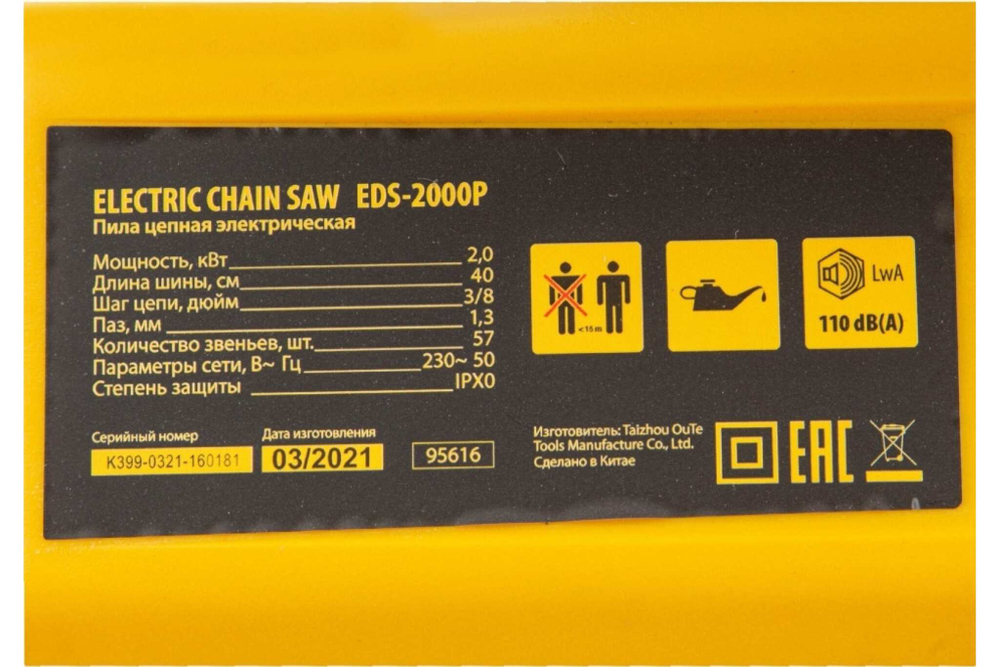 ELECTRIC CHAIN SAW EDS-2000P
Пила цепная электрическая
Мощность, кВт 2,0
Длина шины, см 40
Шаг цепи, дюйм 3/8
Паз, мм 1,3
Количество звеньев, шт. 57
Параметры сети, В~ Гц 230~ 50
Степень защиты IPX0
<15m
LwA
110 dB(A)
Серийный номер
K399-0321-160181
Дата изготовления
03/2021
95616
Изготовитель: Taizhou OuTe
Tools Manufacture Co., Ltd.
Сделано в Китае
EAC